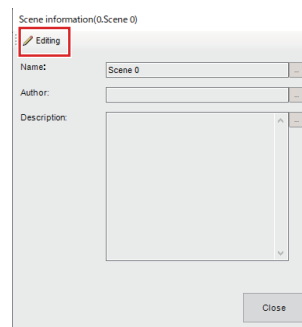 Scene information(0.Scene 0)
Editing
Name:
Scene 0
...
Author:
...
Description:
...
Close